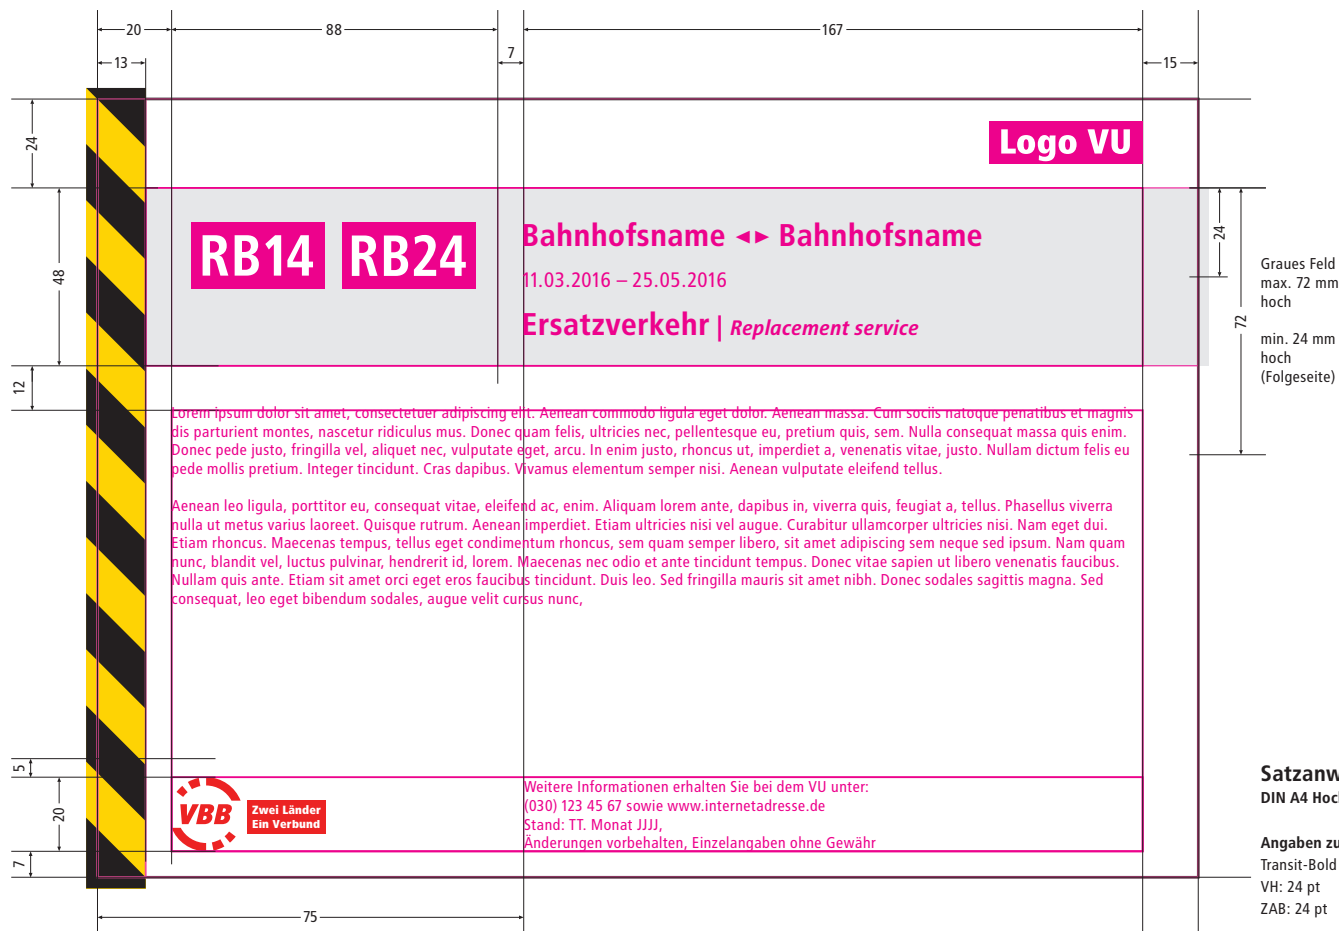 20
88
167
7
13
15
24
Logo VU
48
RB14 RB24
Bahnhofsname ◄► Bahnhofsname
11.03.2016 – 25.05.2016
Ersatzverkehr | Replacement service
24
72
Graues Feld
max. 72 mm
hoch
min. 24 mm
hoch
(Folgeseite)
12
Lorem ipsum dolor sit amet, consectetuer adipiscing elit. Aenean commodo ligula eget dolor. Aenean massa. Cum sociis natoque penatibus et magnis
dis parturient montes, nascetur ridiculus mus. Donec quam felis, ultricies nec, pellentesque eu, pretium quis, sem. Nulla consequat massa quis enim.
Donec pede justo, fringilla vel, aliquet nec, vulputate eget, arcu. In enim justo, rhoncus ut, imperdiet a, venenatis vitae, justo. Nullam dictum felis eu
pede mollis pretium. Integer tincidunt. Cras dapibus. Vivamus elementum semper nisi. Aenean vulputate eleifend tellus.
Aenean leo ligula, porttitor eu, consequat vitae, eleifend ac, enim. Aliquam lorem ante, dapibus in, viverra quis, feugiat a, tellus. Phasellus viverra
nulla ut metus varius laoreet. Quisque rutrum. Aenean imperdiet. Etiam ultricies nisi vel augue. Curabitur ullamcorper ultricies nisi. Nam eget dui.
Etiam rhoncus. Maecenas tempus, tellus eget condimentum rhoncus, sem quam semper libero, sit amet adipiscing sem neque sed ipsum. Nam quam
nunc, blandit vel, luctus pulvinar, hendrerit id, lorem. Maecenas nec odio et ante tincidunt tempus. Donec vitae sapien ut libero venenatis faucibus.
Nullam quis ante. Etiam sit amet orci eget eros faucibus tincidunt. Duis leo. Sed fringilla mauris sit amet nibh. Donec sodales sagittis magna. Sed
consequat, leo eget bibendum sodales, augue velit cursus nunc,
5
20
7
VBB
Zwei Länder
Ein Verbund
Weitere Informationen erhalten Sie bei dem VU unter:
(030) 123 45 67 sowie www.internetadresse.de
Stand: TT. Monat JJJJ,
Änderungen vorbehalten, Einzelangaben ohne Gewähr
75
Satzanw
DIN A4 Hoch
Angaben zu
Transit-Bold
VH: 24 pt
ZAB: 24 pt